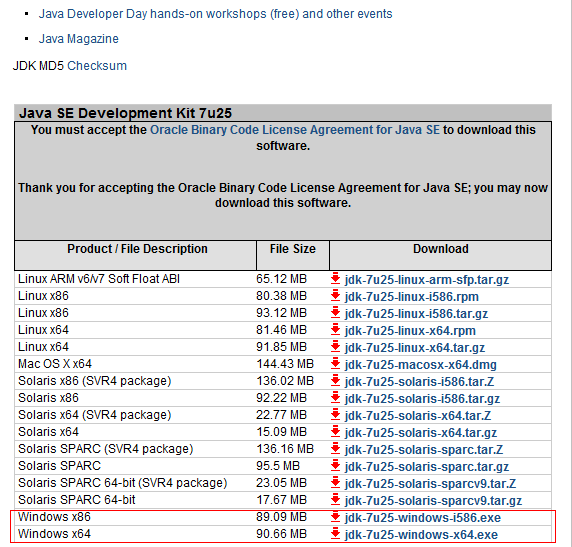 Java Developer Day hands-on workshops (free) and other events
Java Magazine
JDK MD5 Checksum
Java SE Development Kit 7u25
You must accept the Oracle Binary Code License Agreement for Java SE to download this
software.
Thank you for accepting the Oracle Binary Code License Agreement for Java SE; you may now
download this software.
Product / File Description File Size Download
Linux ARM v6/v7 Soft Float ABI 65.12 MB jdk-7u25-linux-arm-sfp.tar.gz
Linux x86 80.38 MB jdk-7u25-linux-i586.rpm
Linux x86 93.12 MB jdk-7u25-linux-i586.tar.gz
Linux x64 81.46 MB jdk-7u25-linux-x64.rpm
Linux x64 91.85 MB jdk-7u25-linux-x64.tar.gz
Mac OS X x64 144.43 MB jdk-7u25-macosx-x64.dmg
Solaris x86 (SVR4 package) 136.02 MB jdk-7u25-solaris-i586.tar.Z
Solaris x86 92.22 MB jdk-7u25-solaris-i586.tar.gz
Solaris x64 (SVR4 package) 22.77 MB jdk-7u25-solaris-x64.tar.Z
Solaris x64 15.09 MB jdk-7u25-solaris-x64.tar.gz
Solaris SPARC (SVR4 package) 136.16 MB jdk-7u25-solaris-sparc.tar.Z
Solaris SPARC 95.5 MB jdk-7u25-solaris-sparc.tar.gz
Solaris SPARC 64-bit (SVR4 package) 23.05 MB jdk-7u25-solaris-sparcv9.tar.Z
Solaris SPARC 64-bit 17.67 MB jdk-7u25-solaris-sparcv9.tar.gz
Windows x86 89.09 MB jdk-7u25-windows-i586.exe
Windows x64 90.66 MB jdk-7u25-windows-x64.exe